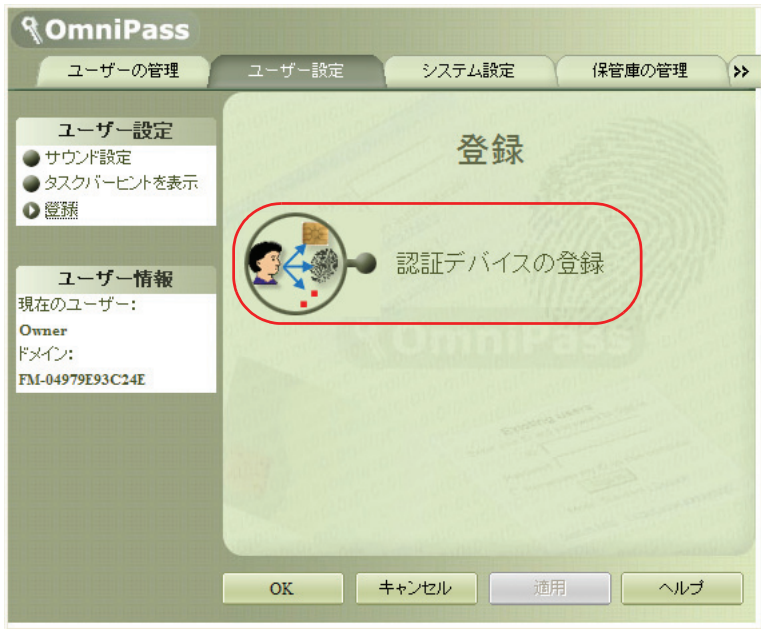 OmniPass
ユーザーの管理
ユーザー設定
システム設定
保管庫の管理
>>
ユーザー設定
サウンド設定
タスクバーヒントを表示
登録
ユーザー情報
現在のユーザー:
Owner
ドメイン:
FM-04979E93C24E
登録
認証デバイスの登録
OmniPass
Existing users
OK
キャンセル
適用
ヘルプ